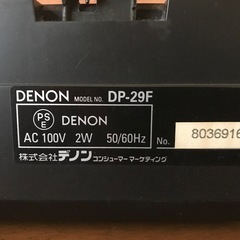 DENON MODEL NO. DP-29F
PS
E
DENON
AC 100V 2W 50/60Hz
No. 8036916
株式会社デノン コンシューマー マーケティング